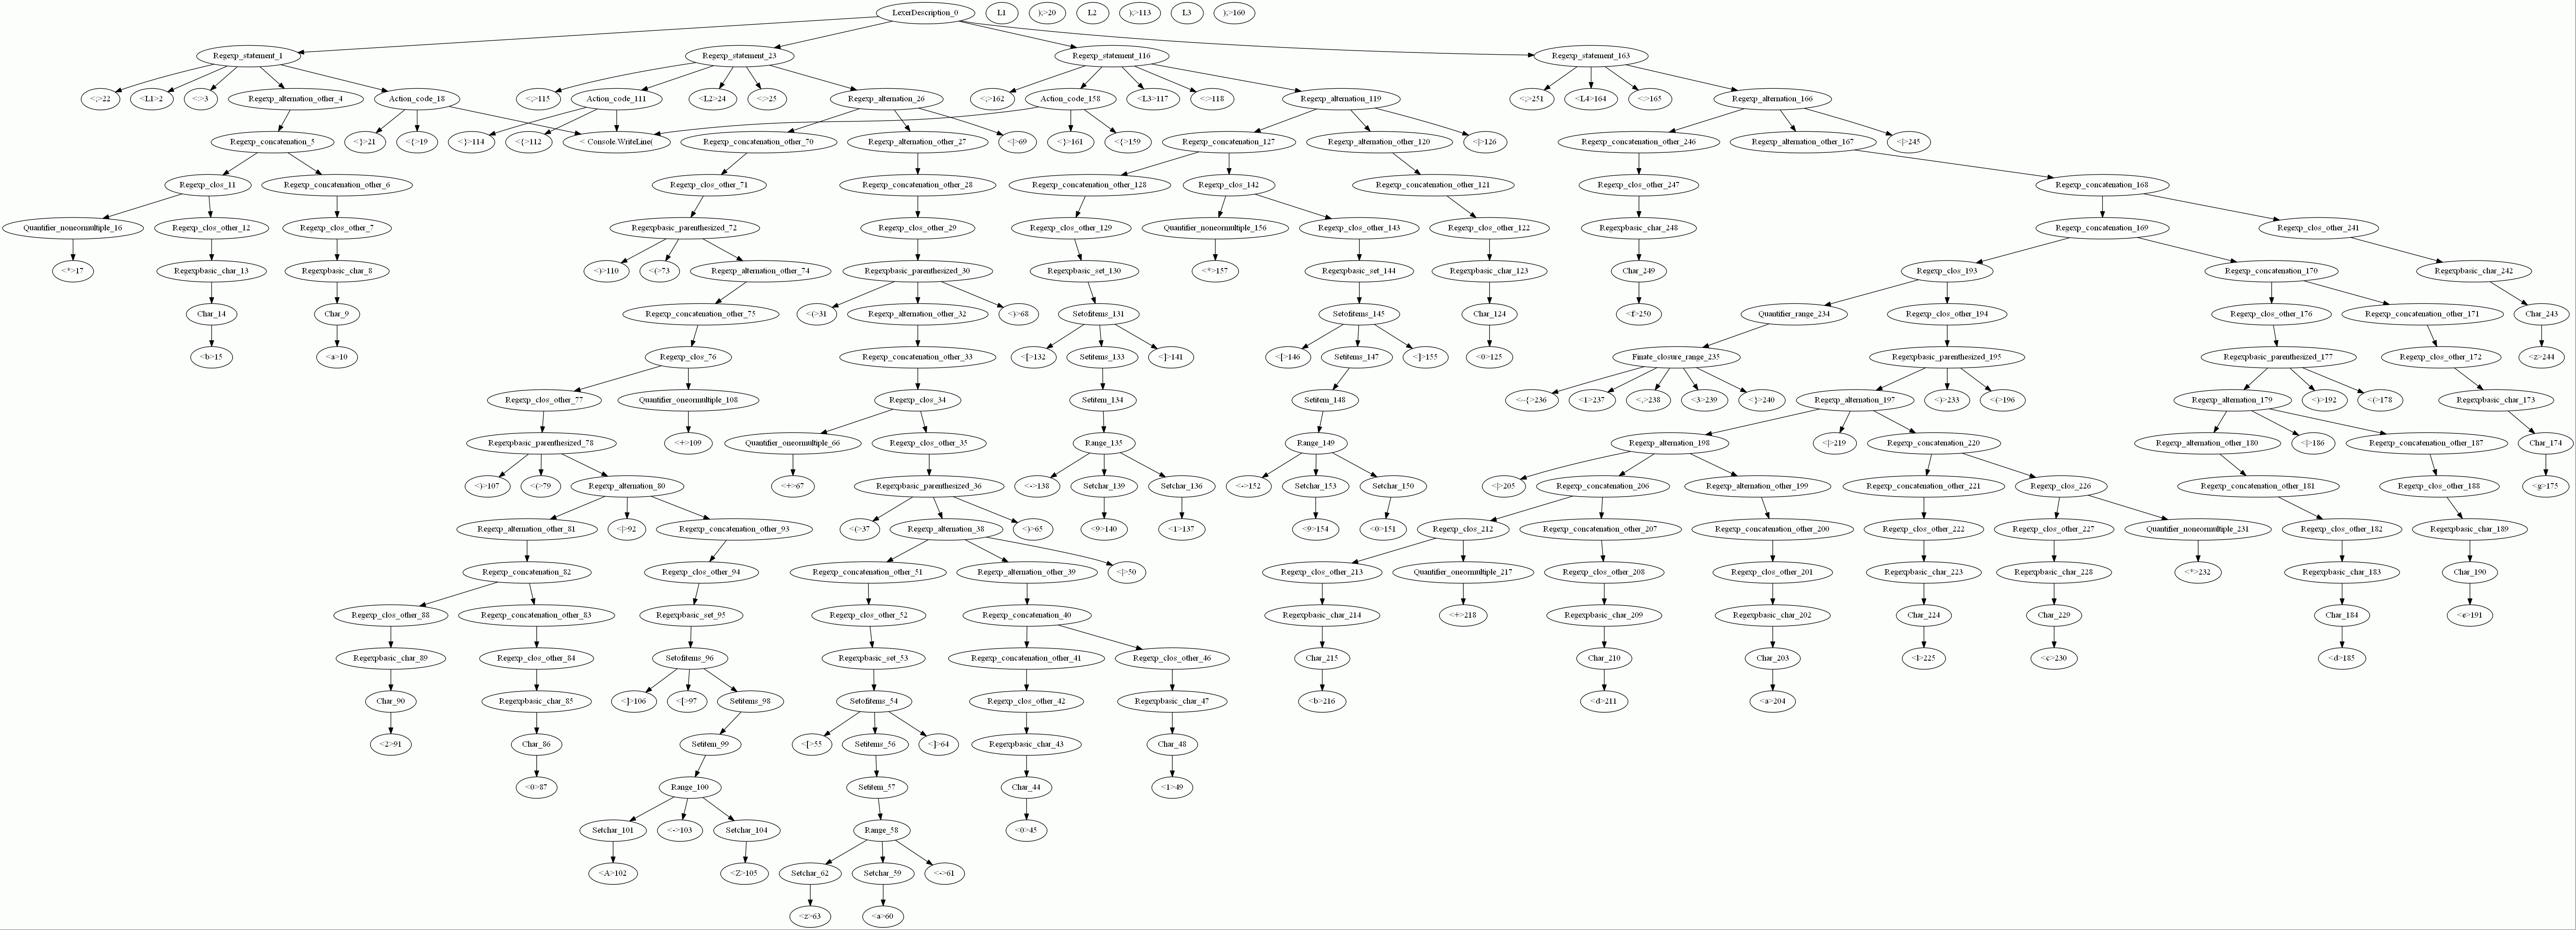 LexerDescription_0 L1 );>20 L2 );>113 L3 );>160
Regexp_statement_1 Regexp_statement_23 Regexp_statement_116 Regexp_statement_163
<;>22 <L1>2 <:>3 Regexp_alternation_other_4 Action_code_18 <;>115 Action_code_111 <L2>24 <:>25 Regexp_alternation_26 <;>162 Action_code_158 <L3>117 <:>118 Regexp_alternation_119 <;>251 <L4>164 <:>165 Regexp_alternation_166
Regexp_concatenation_5 <}>21 <{>19 <}>114 <{>112 < Console.WriteLine( Regexp_concatenation_other_70 Regexp_alternation_other_27 <|>69 <}>161 <{>159 Regexp_concatenation_127 Regexp_alternation_other_120 <|>126 Regexp_concatenation_other_246 Regexp_alternation_other_167 <|>245
Regexp_clos_11 Regexp_concatenation_other_6 Regexp_clos_other_71 Regexp_concatenation_other_28 Regexp_concatenation_other_128 Regexp_clos_142 Regexp_concatenation_other_121 Regexp_clos_other_247 Regexp_concatenation_168
Quantifier_noneormultiple_16 Regexp_clos_other_12 Regexp_clos_other_7 Regexpbasic_parenthesized_72 Regexp_clos_other_29 Regexp_clos_other_129 Quantifier_noneormultiple_156 Regexp_clos_other_143 Regexp_clos_other_122 Regexpbasic_char_248 Regexp_concatenation_169 Regexp_clos_other_241
<*>17 Regexpbasic_char_13 Regexpbasic_char_8 <)>110 <(>73 Regexp_alternation_other_74 Regexpbasic_parenthesized_30 Regexpbasic_set_130 <*>157 Regexpbasic_set_144 Regexpbasic_char_123 Char_249 Regexp_clos_193 Regexp_concatenation_170 Regexpbasic_char_242
Char_14 Char_9 Regexp_concatenation_other_75 <(>31 Regexp_alternation_other_32 <)>68 Setofitems_131 Setofitems_145 Char_124 <f>250 Quantifier_range_234 Regexp_clos_other_194 Regexp_clos_other_176 Regexp_concatenation_other_171 Char_243
<b>15 <a>10 Regexp_clos_76 Regexp_concatenation_other_33 <[>132 Setitems_133 <]>141 <[>146 Setitems_147 <]>155 <0>125 Finate_closure_range_235 Regexpbasic_parenthesized_195 Regexpbasic_parenthesized_177 Regexp_clos_other_172 <z>244
Regexp_clos_other_77 Quantifier_oneormultiple_108 Regexp_clos_34 Setitem_134 Setitem_148 <~{>236 <1>237 <,>238 <3>239 <}>240 Regexp_alternation_197 <)>233 <(>196 Regexp_alternation_179 <)>192 <(>178 Regexpbasic_char_173
Regexpbasic_parenthesized_78 <+>109 Quantifier_oneormultiple_66 Regexp_clos_other_35 Range_135 Range_149 Regexp_alternation_198 <|>219 Regexp_concatenation_220 Regexp_alternation_other_180 <|>186 Regexp_concatenation_other_187 Char_174
<)>107 <(>79 Regexp_alternation_80 <+>67 Regexpbasic_parenthesized_36 <->138 Setchar_139 Setchar_136 <->152 Setchar_153 Setchar_150 <|>205 Regexp_concatenation_206 Regexp_alternation_other_199 Regexp_concatenation_other_221 Regexp_clos_226 Regexp_concatenation_other_181 Regexp_clos_other_188 <g>175
Regexp_alternation_other_81 <|>92 Regexp_concatenation_other_93 <(>37 Regexp_alternation_38 <)>65 <9>140 <1>137 <9>154 <0>151 Regexp_clos_212 Regexp_concatenation_other_207 Regexp_concatenation_other_200 Regexp_clos_other_222 Regexp_clos_other_227 Quantifier_noneormultiple_231 Regexp_clos_other_182 Regexpbasic_char_189
Regexp_concatenation_82 Regexp_clos_other_94 Regexp_concatenation_other_51 Regexp_alternation_other_39 <|>50 Regexp_clos_other_213 Quantifier_oneormultiple_217 Regexp_clos_other_208 Regexp_clos_other_201 Regexpbasic_char_223 Regexpbasic_char_228 <*>232 Regexpbasic_char_183 Char_190
Regexp_clos_other_88 Regexp_concatenation_other_83 Regexpbasic_set_95 Regexp_clos_other_52 Regexp_concatenation_40 Regexpbasic_char_214 <+>218 Regexpbasic_char_209 Regexpbasic_char_202 Char_224 Char_229 Char_184 <e>191
Regexpbasic_char_89 Regexp_clos_other_84 Setofitems_96 Regexpbasic_set_53 Regexp_concatenation_other_41 Regexp_clos_other_46 Char_215 Char_210 Char_203 <l>225 <c>230 <d>185
Char_90 Regexpbasic_char_85 <]>106 <[>97 Setitems_98 Setofitems_54 Regexp_clos_other_42 Regexpbasic_char_47 <b>216 <d>211 <a>204
<2>91 Char_86 Setitem_99 <[>55 Setitems_56 <]>64 Regexpbasic_char_43 Char_48
<0>87 Range_100 Setitem_57 Char_44 <1>49
Setchar_101 <->103 Setchar_104 Range_58 <0>45
<A>102 <Z>105 Setchar_62 Setchar_59 <->61
<z>63 <a>60